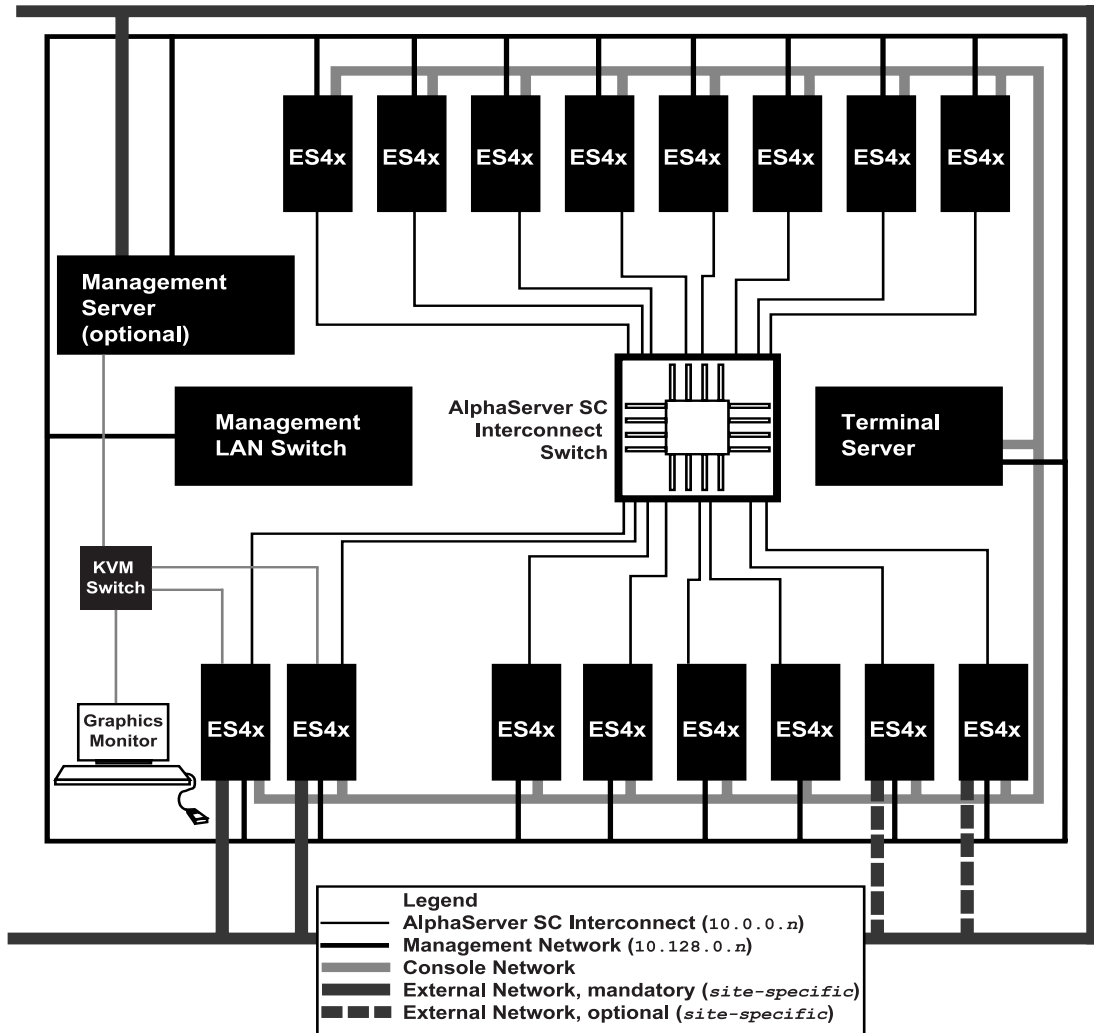 ES4x ES4x ES4x ES4x ES4x ES4x ES4x ES4x
Management
Server
(optional)
AlphaServer SC
Interconnect
Switch
Management
LAN Switch
Terminal
Server
KVM
Switch
Graphics
Monitor
ES4x ES4x ES4x ES4x ES4x ES4x ES4x ES4x
Legend
AlphaServer SC Interconnect (10.0.0.n)
Management Network (10.128.0.n)
Console Network
External Network, mandatory (site-specific)
External Network, optional (site-specific)